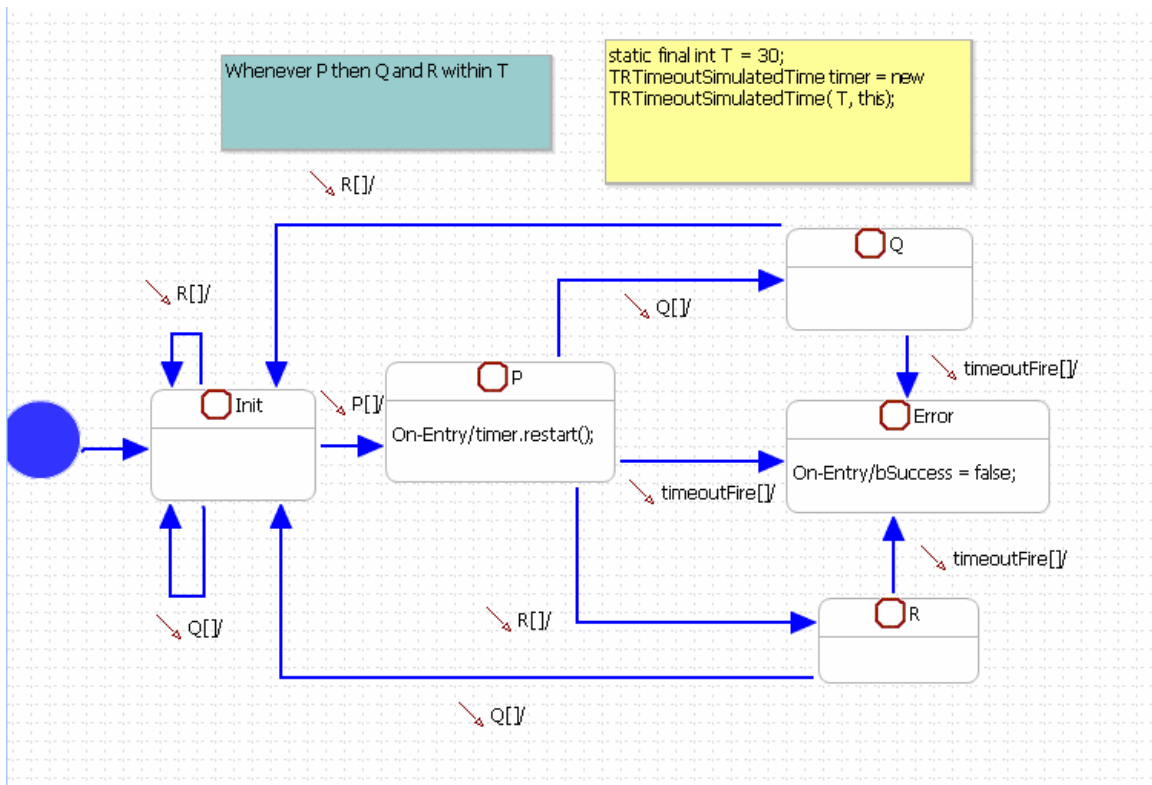 Whenever P then Q and R within T
static final int T = 30;
TRTimeoutSimulatedTime timer = new
TRTimeoutSimulatedTime( T, this);
R[]/
Q
R[]/
Q[]/
timeoutFire[]/
P
Init
P[]/
Error
On-Entry/timer.restart();
On-Entry/bSuccess = false;
timeoutFire[]/
timeoutFire[]/
R[]/
R
Q[]/
Q[]/